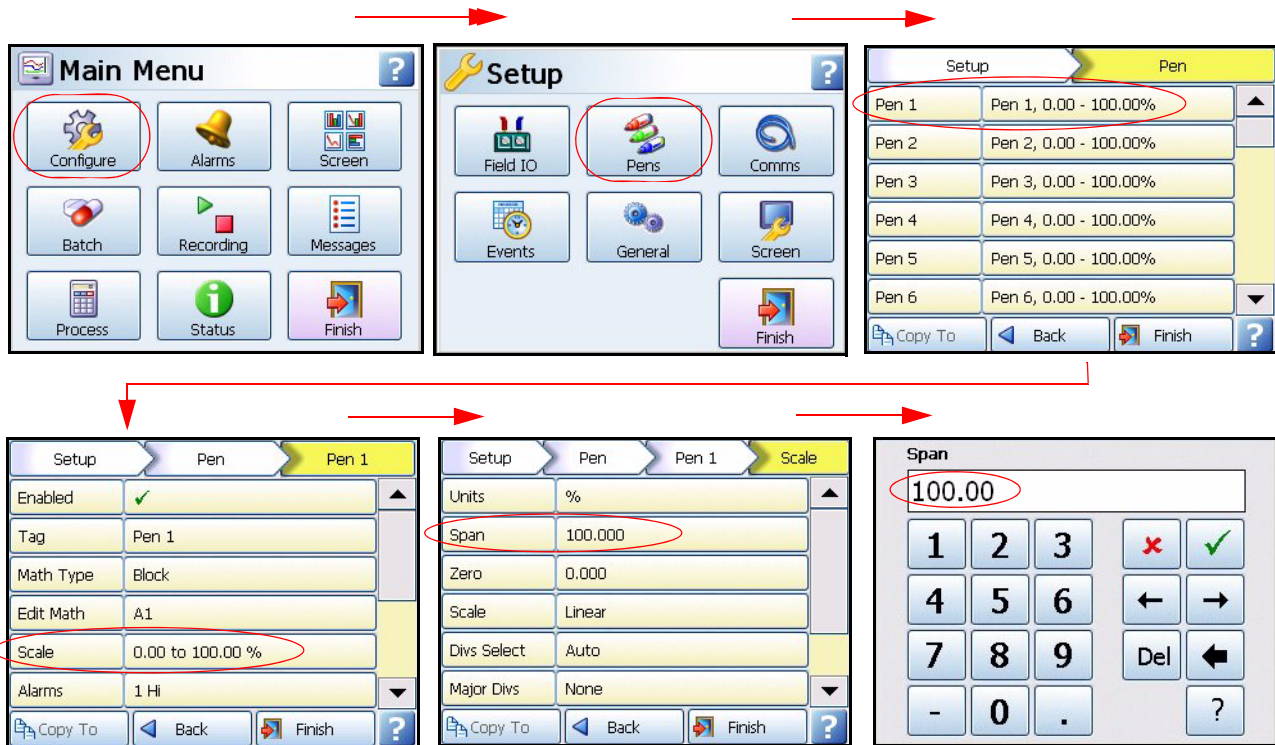 Main Menu ?
Configure Alarms Screen
Batch Recording Messages
Process Status Finish
Setup ?
Field IO Pens Comms
Events General Screen
Finish
Setup Pen
Pen 1 Pen 1, 0.00 - 100.00%
Pen 2 Pen 2, 0.00 - 100.00%
Pen 3 Pen 3, 0.00 - 100.00%
Pen 4 Pen 4, 0.00 - 100.00%
Pen 5 Pen 5, 0.00 - 100.00%
Pen 6 Pen 6, 0.00 - 100.00%
Copy To Back Finish ?
Setup Pen Pen 1
Enabled
Tag Pen 1
Math Type Block
Edit Math A1
Scale 0.00 to 100.00 %
Alarms 1 Hi
Copy To Back Finish ?
Setup Pen Pen 1 Scale
Units %
Span 100.000
Zero 0.000
Scale Linear
Divs Select Auto
Major Divs None
Copy To Back Finish ?
Span
100.00
1 2 3
4 5 6
7 8 9 Del
- 0 . ?